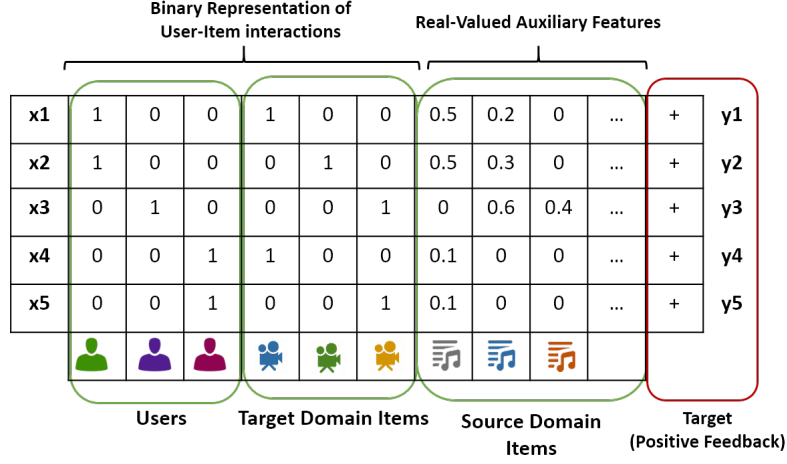 Binary Representation of
User-Item interactions
Real-Valued Auxiliary Features
x1 1 0 0 1 0 0 0.5 0.2 0 ... + y1
x2 1 0 0 0 1 0 0.5 0.3 0 ... + y2
x3 0 1 0 0 0 1 0 0.6 0.4 ... + y3
x4 0 0 1 1 0 0 0.1 0 0 ... + y4
x5 0 0 1 0 0 1 0.1 0 0 ... + y5
Users
Target Domain Items
Source Domain
Items
Target
(Positive Feedback)